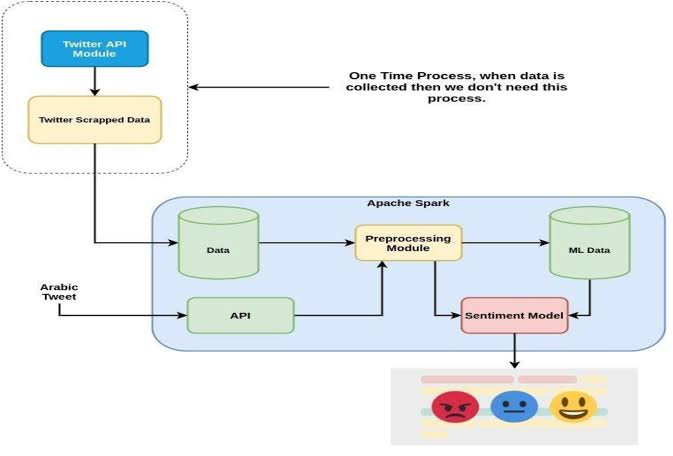 Twitter API
Module
Twitter Scrapped Data
One Time Process, when data is
collected then we don't need this
process.
Apache Spark
Data
Preprocessing
Module
ML Data
Arabic
Tweet
API
Sentiment Model